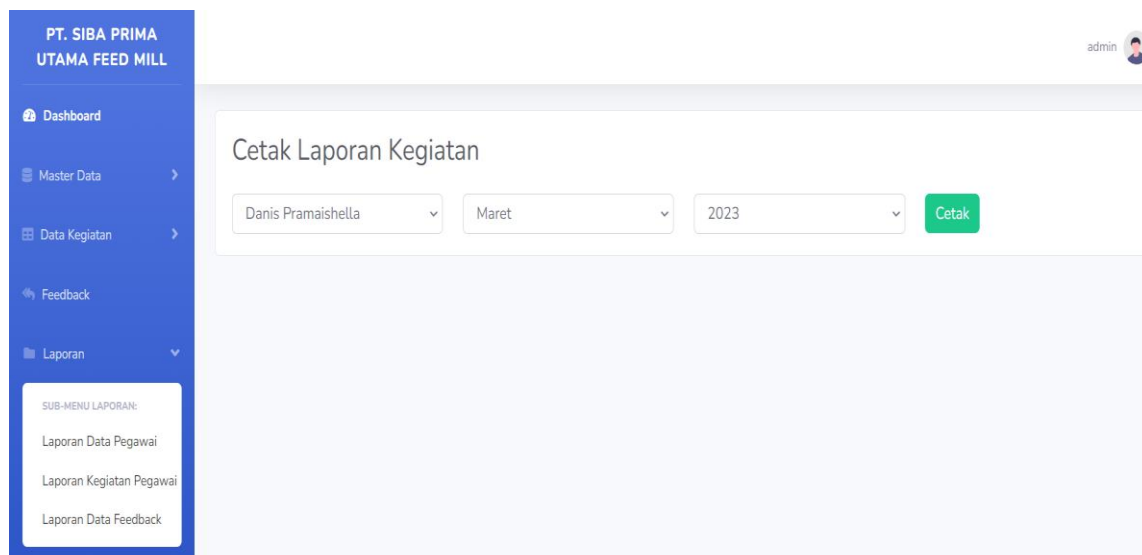 PT. SIBA PRIMA
UTAMA FEED MILL
admin
Dashboard
Master Data
Data Kegiatan
Feedback
Laporan
SUB-MENU LAPORAN:
Laporan Data Pegawai
Laporan Kegiatan Pegawai
Laporan Data Feedback
Cetak Laporan Kegiatan
Danis Pramaishella
Maret
2023
Cetak